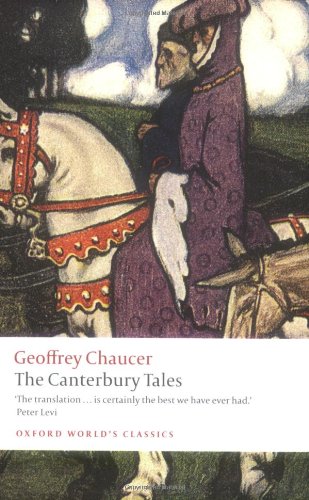 Geoffrey Chaucer
The Canterbury Tales
‘The translation ... is certainly the best we have ever had.’
Peter Levi
OXFORD WORLD'S CLASSICS